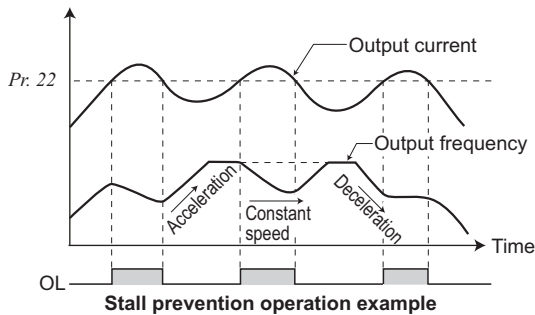 Output current
Pr. 22
Output frequency
Acceleration
Constant
speed
Deceleration
Time
OL
Stall prevention operation example